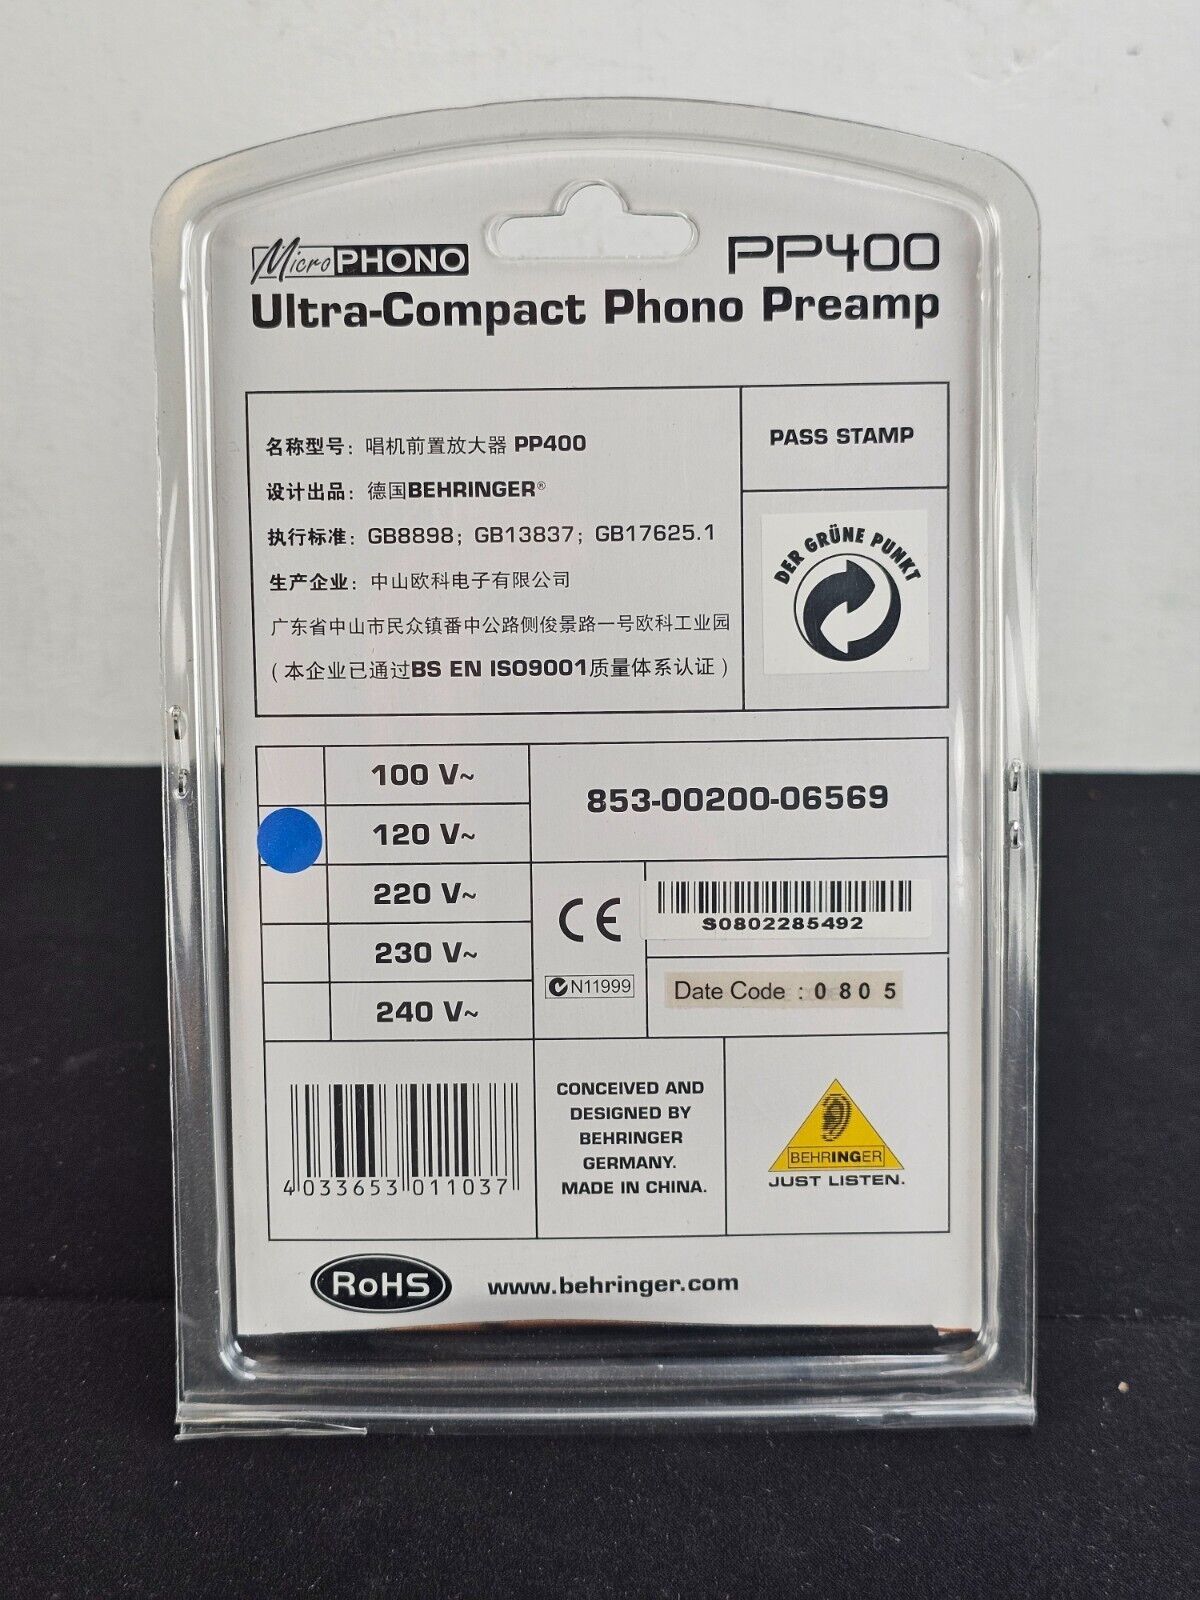 Micro PHONO
PP400
Ultra-Compact Phono Preamp
名称型号：唱机前置放大器 PP400
设计出品：德国BEHRINGER®
执行标准：GB8898；GB13837；GB17625.1
生产企业：中山欧科电子有限公司
广东省中山市民众镇番中公路侧俊景路一号欧科工业园
（本企业已通过BS EN ISO9001质量体系认证）
PASS STAMP
DER GRÜNE PUNKT
100 V~
120 V~
220 V~
230 V~
240 V~
853-00200-06569
CE
N11999
S0802285492
Date Code : 0 8 0 5
4 033653 011037
CONCEIVED AND
DESIGNED BY
BEHRINGER
GERMANY.
MADE IN CHINA.
BEHRINGER
JUST LISTEN.
RoHS
www.behringer.com